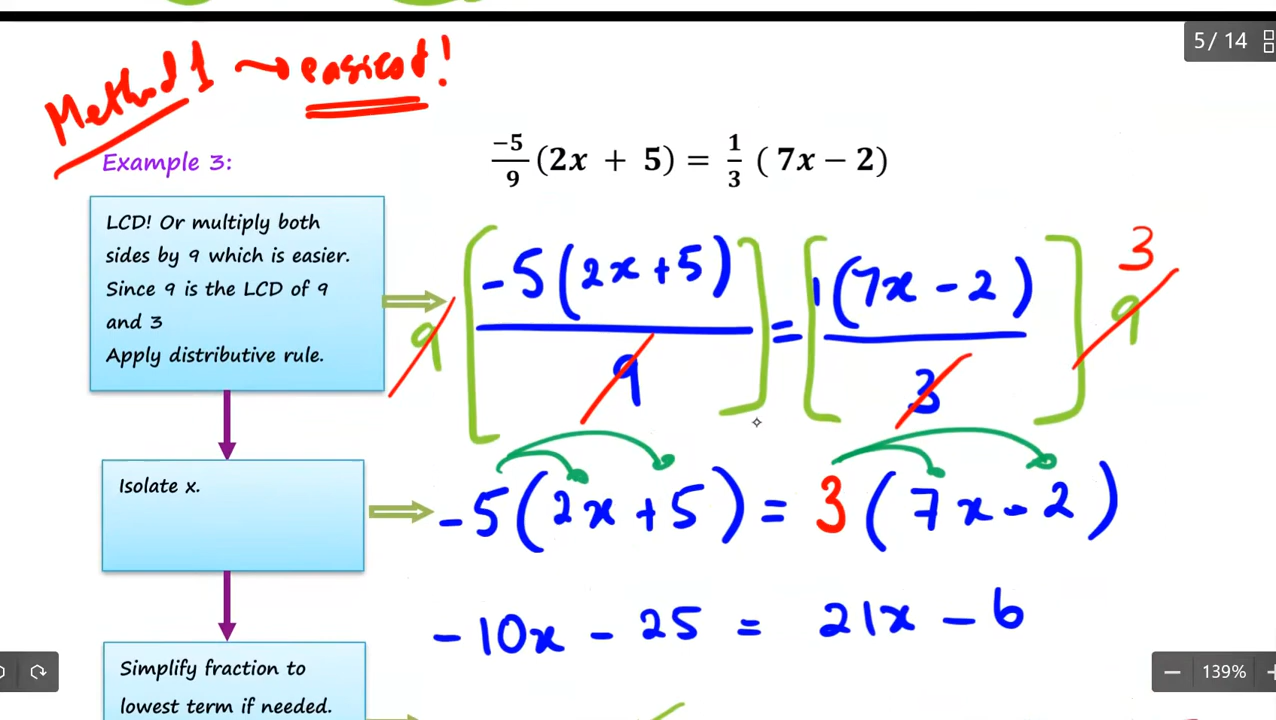 5 / 14
Method 1 → easiest!
Example 3:
-5/9 (2x + 5) = 1/3 ( 7x − 2)
LCD! Or multiply both
sides by 9 which is easier.
Since 9 is the LCD of 9
and 3
Apply distributive rule.
9 [-5(2x+5)/9] = [1(7x-2)/3] 9 3
Isolate x.
-5(2x+5) = 3(7x-2)
-10x - 25 = 21x - 6
Simplify fraction to
lowest term if needed.
139%